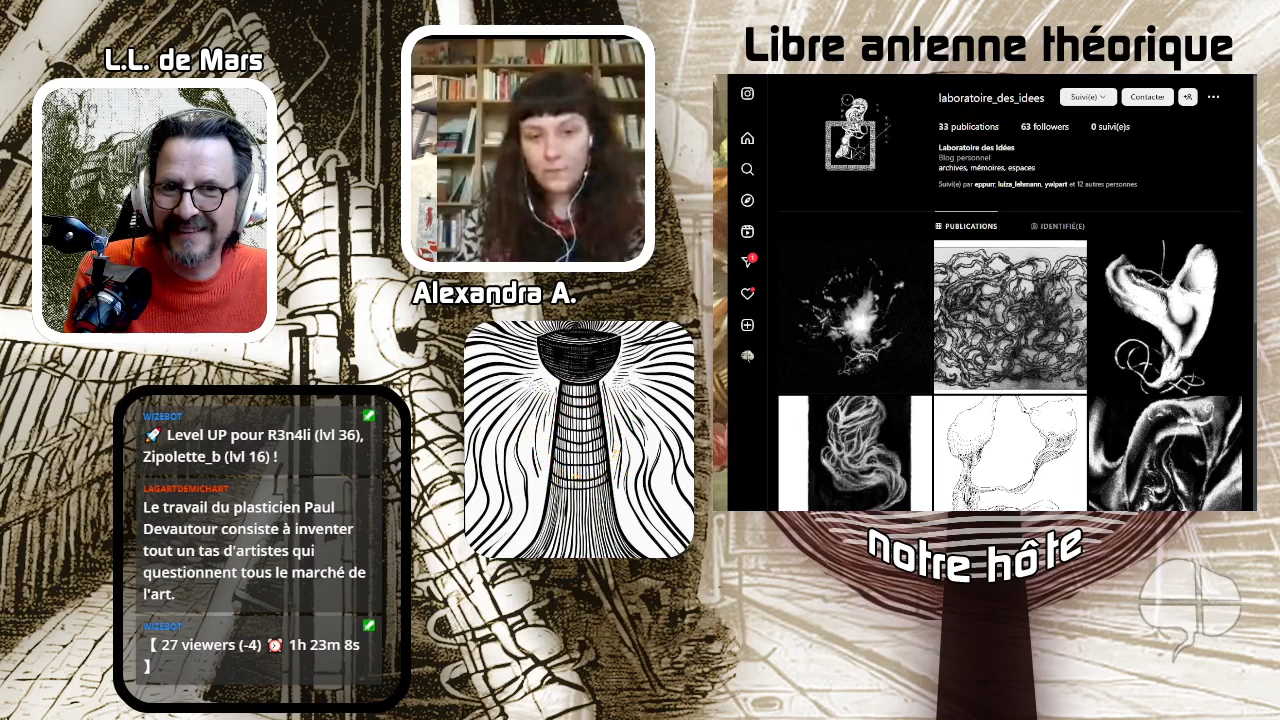 L.L. de Mars
Alexandra A.
Libre antenne théorique
laboratoire_des_idees
Suivi(e)
Contacter
33 publications
63 followers
0 suivi(e)s
Laboratoire des Idées
Blog personnel
archives, mémoires, espaces
Suivi(e) par eppurr, luiza_lehmann, ywipart et 12 autres personnes
PUBLICATIONS
IDENTIFIÉ(E)
1
WIZEBOT
🚀 Level UP pour R3n4li (lvl 36),
Zipolette_b (lvl 16) !
LAGARTDEMICHART
Le travail du plasticien Paul
Devautour consiste à inventer
tout un tas d'artistes qui
questionnent tous le marché de
l'art.
WIZEBOT
【 27 viewers (-4) ⏰ 1h 23m 8s
】
notre hôte